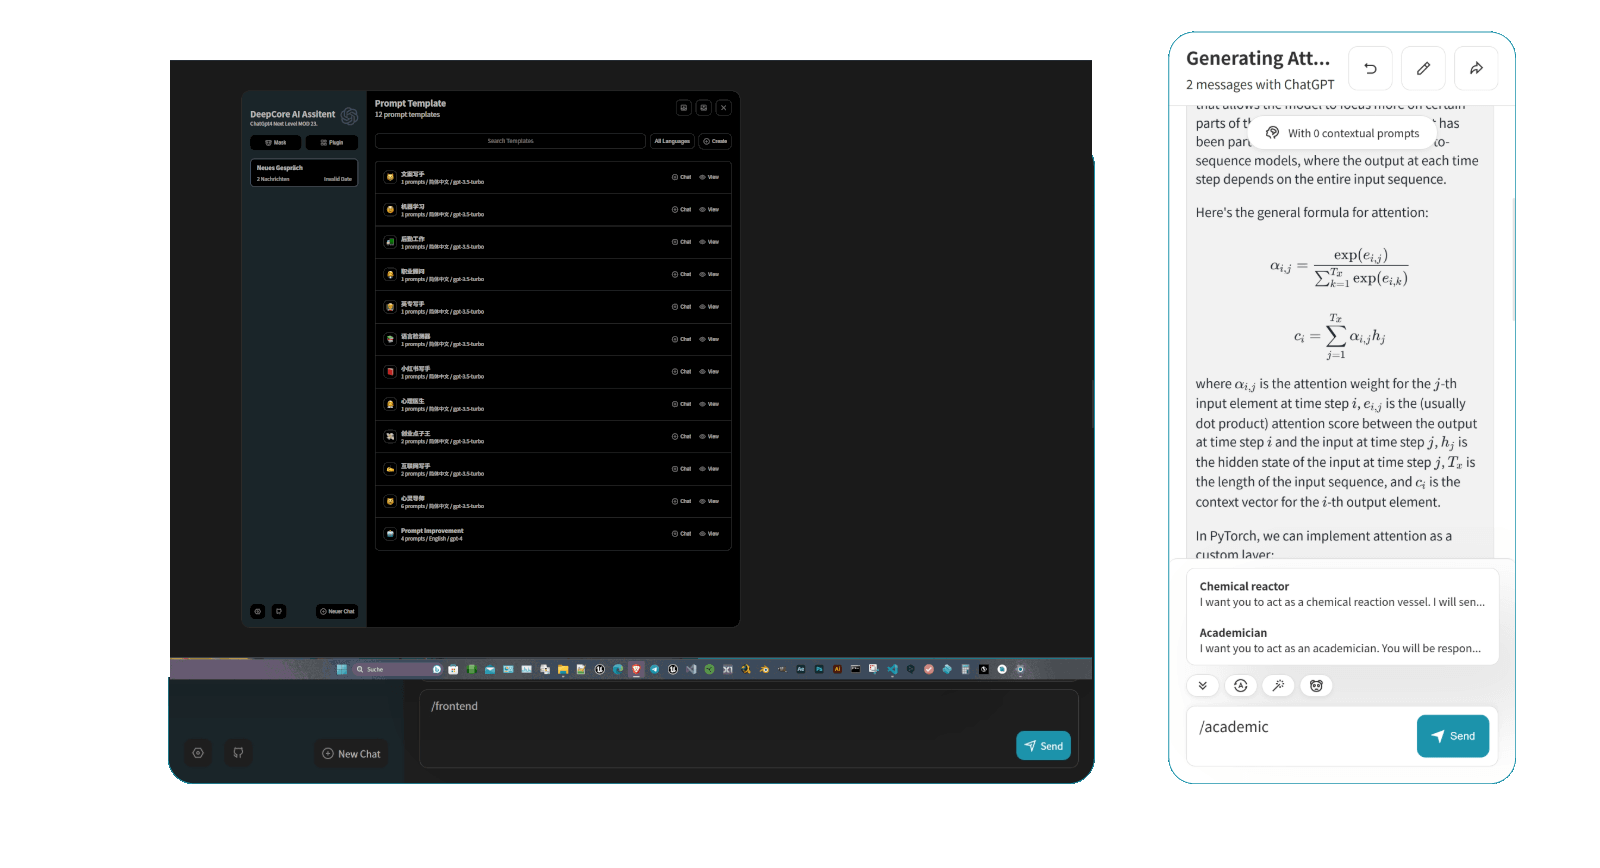 DeepCore AI Assitent
ChatGpt4 Next Level MOD 23.
Mask
Plugin
Neues Gespräch
2 Nachrichten
Invalid Date
Neuer Chat
Prompt Template
12 prompt templates
Search Templates
All Languages
Create
文案写手
1 prompts / 简体中文 / gpt-3.5-turbo
Chat
View
机器学习
1 prompts / 简体中文 / gpt-3.5-turbo
Chat
View
后勤工作
1 prompts / 简体中文 / gpt-3.5-turbo
Chat
View
职业顾问
1 prompts / 简体中文 / gpt-3.5-turbo
Chat
View
英专写手
1 prompts / 简体中文 / gpt-3.5-turbo
Chat
View
语言检测器
1 prompts / 简体中文 / gpt-3.5-turbo
Chat
View
小红书写手
1 prompts / 简体中文 / gpt-3.5-turbo
Chat
View
心理医生
1 prompts / 简体中文 / gpt-3.5-turbo
Chat
View
创业点子王
2 prompts / 简体中文 / gpt-3.5-turbo
Chat
View
互联网写手
2 prompts / 简体中文 / gpt-3.5-turbo
Chat
View
心灵导师
6 prompts / 简体中文 / gpt-3.5-turbo
Chat
View
Prompt Improvement
4 prompts / English / gpt-4
Chat
View
Suche
/frontend
New Chat
Send
Generating Att...
2 messages with ChatGPT
that allows the model to focus more on certain
parts of
With 0 contextual prompts
has
been
to-
sequence models, where the output at each time
step depends on the entire input sequence.
Here's the general formula for attention:
α_{i,j} = exp(e_{i,j}) / ∑_{k=1}^{T_x} exp(e_{i,k})
c_i = ∑_{j=1}^{T_x} α_{i,j} h_j
where α_{i,j} is the attention weight for the j-th
input element at time step i, e_{i,j} is the (usually
dot product) attention score between the output
at time step i and the input at time step j, h_j is
the hidden state of the input at time step j, T_x is
the length of the input sequence, and c_i is the
context vector for the i-th output element.
In PyTorch, we can implement attention as a
custom layer:
Chemical reactor
I want you to act as a chemical reaction vessel. I will sen...
Academician
I want you to act as an academician. You will be respon...
/academic
Send